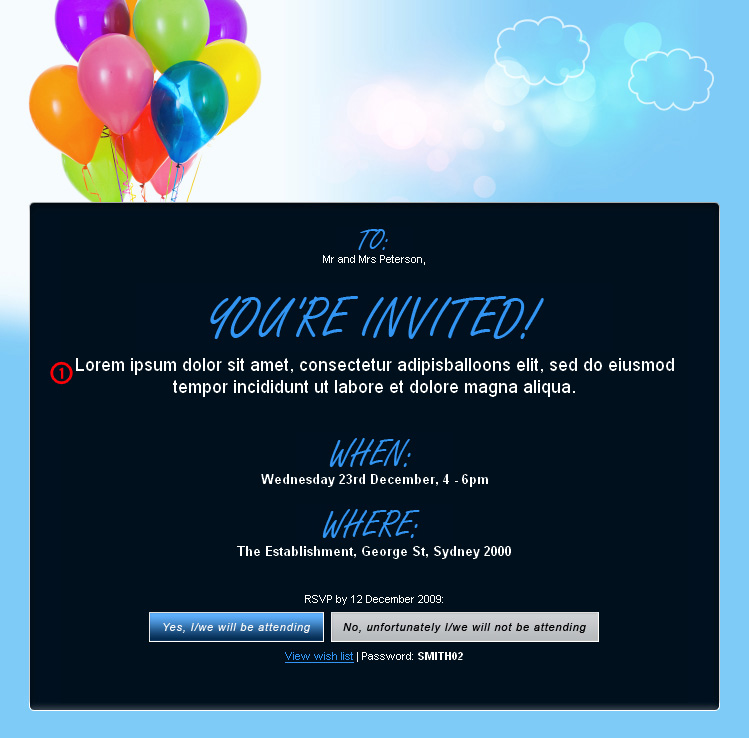 TO:
Mr and Mrs Peterson,
YOU'RE INVITED!
1
Lorem ipsum dolor sit amet, consectetur adipisballoons elit, sed do eiusmod
tempor incididunt ut labore et dolore magna aliqua.
WHEN:
Wednesday 23rd December, 4 - 6pm
WHERE:
The Establishment, George St, Sydney 2000
RSVP by 12 December 2009:
Yes, I/we will be attending No, unfortunately I/we will not be attending
View wish list | Password: SMITH02